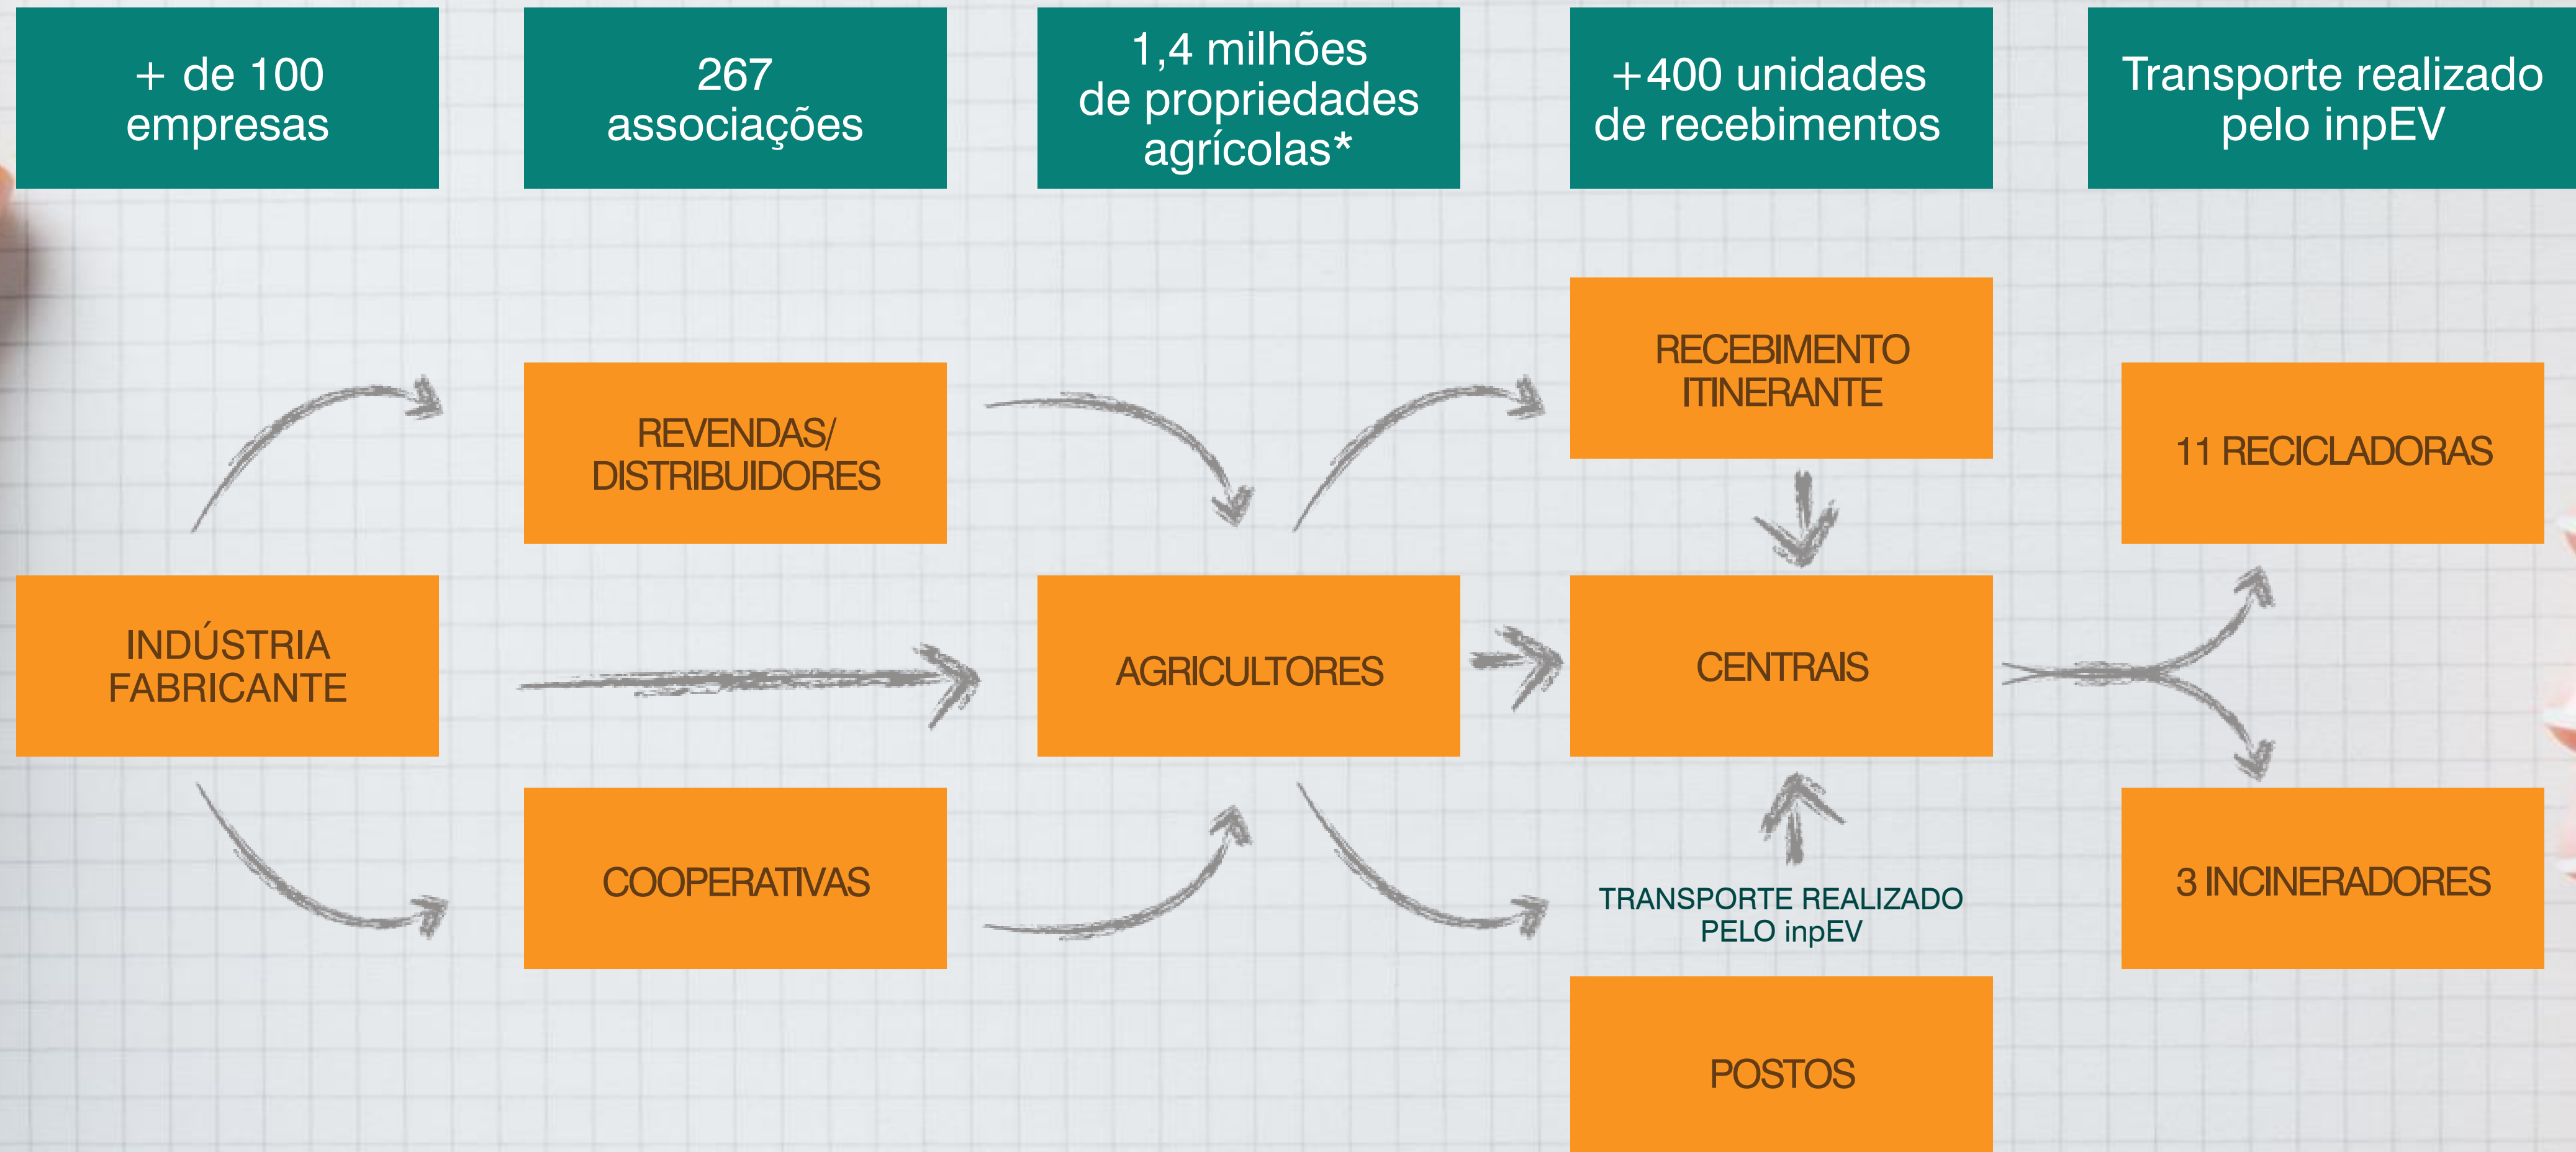 + de 100
empresas
267
associações
1,4 milhões
de propriedades
agrícolas*
+400 unidades
de recebimentos
Transporte realizado
pelo inpEV
RECEBIMENTO
ITINERANTE
REVENDAS/
DISTRIBUIDORES
11 RECICLADORAS
INDÚSTRIA
FABRICANTE
AGRICULTORES
CENTRAIS
COOPERATIVAS
TRANSPORTE REALIZADO
PELO inpEV
3 INCINERADORES
POSTOS